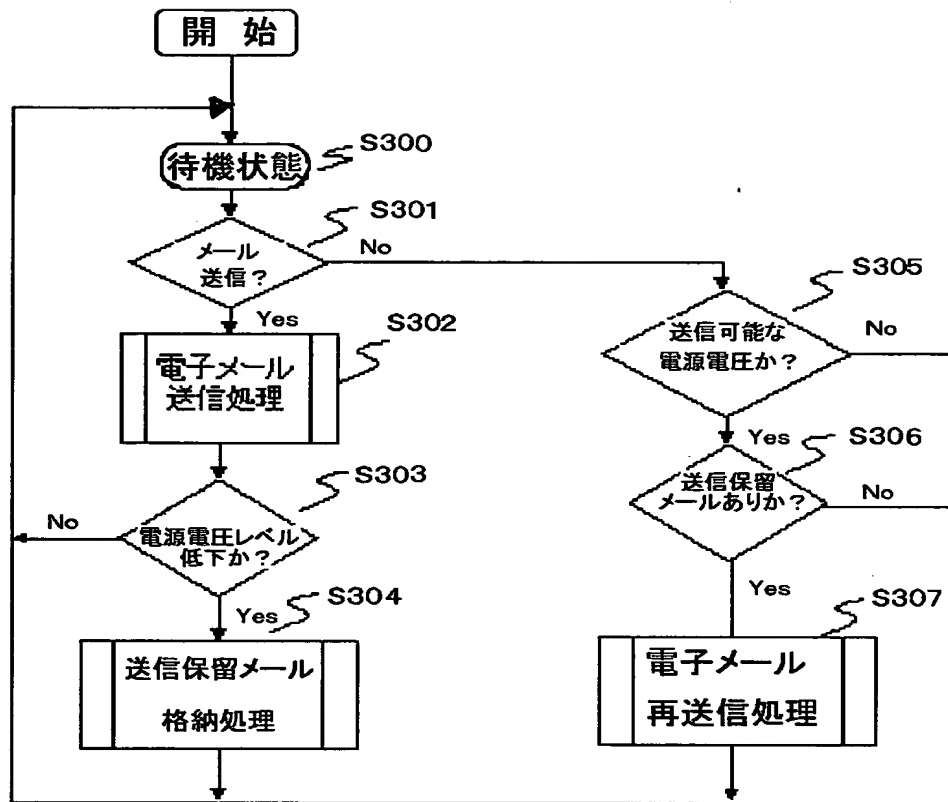 開 始
待機状態
S300
メール
送信?
S301
No
Yes
電子メール
送信処理
S302
電源電圧レベル
低下か?
S303
No
Yes
送信保留メール
格納処理
S304
送信可能な
電源電圧か?
S305
No
Yes
送信保留
メールありか?
S306
No
Yes
電子メール
再送信処理
S307